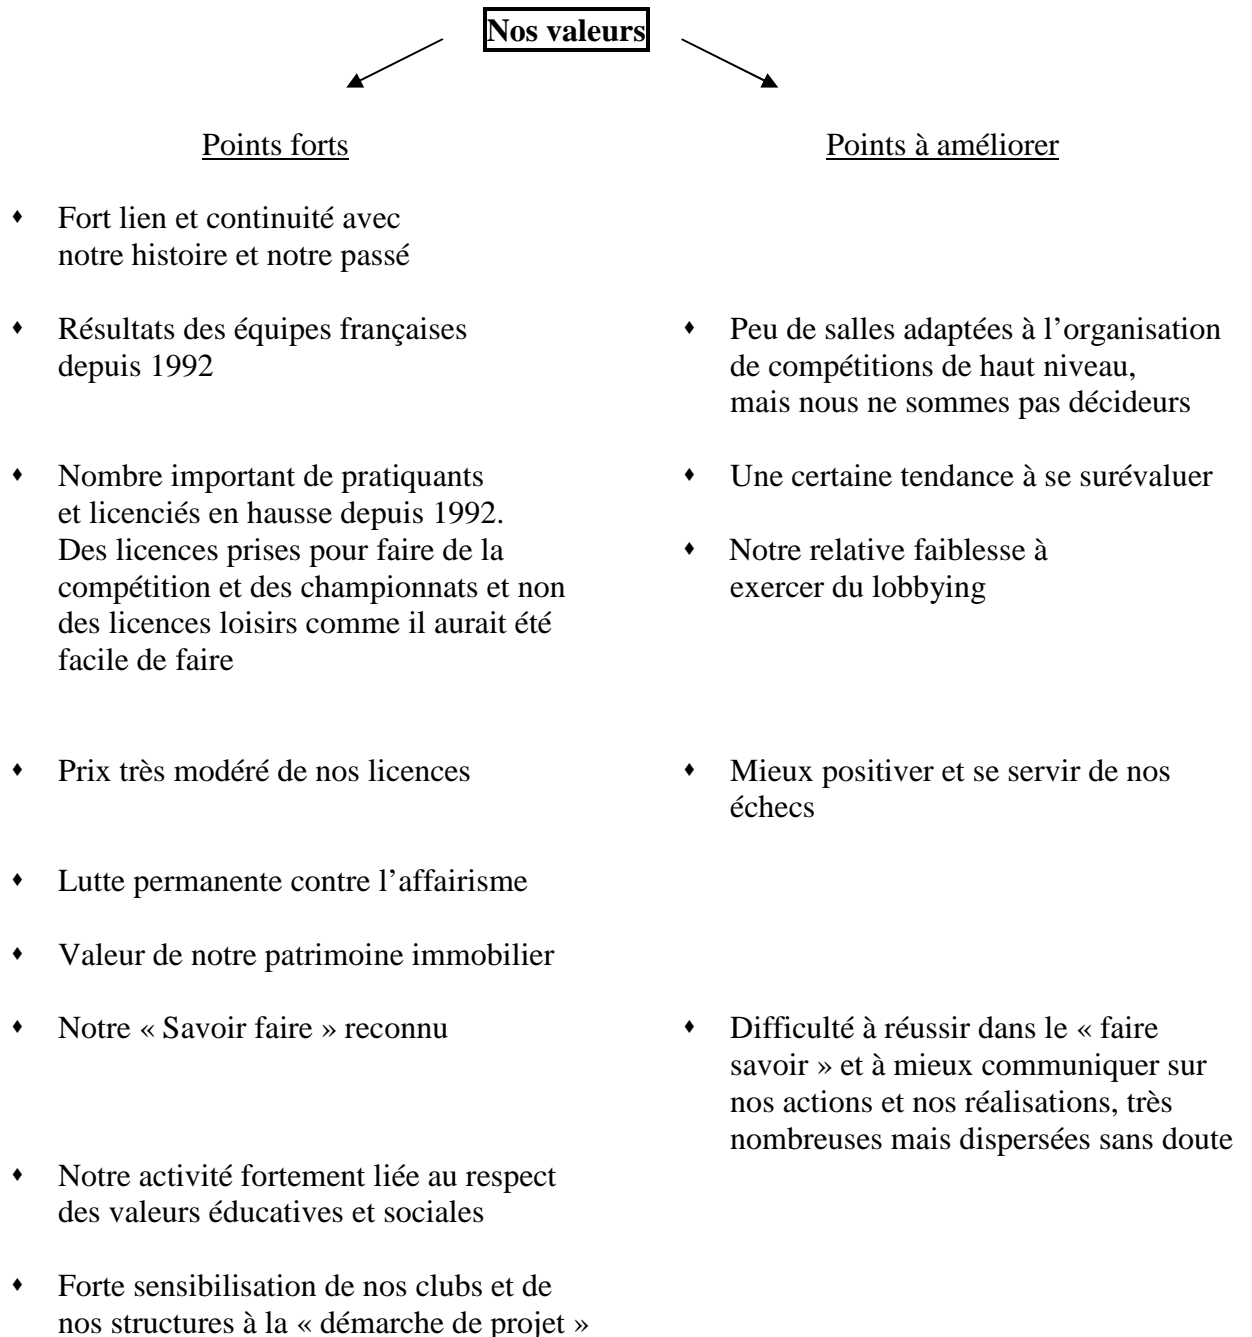 Nos valeurs
Points forts
Points à améliorer
♦ Fort lien et continuité avec
notre histoire et notre passé
♦ Résultats des équipes françaises
depuis 1992
♦ Peu de salles adaptées à l’organisation
de compétitions de haut niveau,
mais nous ne sommes pas décideurs
♦ Nombre important de pratiquants
et licenciés en hausse depuis 1992.
Des licences prises pour faire de la
compétition et des championnats et non
des licences loisirs comme il aurait été
facile de faire
♦ Une certaine tendance à se surévaluer
♦ Notre relative faiblesse à
exercer du lobbying
♦ Prix très modéré de nos licences
♦ Mieux positiver et se servir de nos
échecs
♦ Lutte permanente contre l’affairisme
♦ Valeur de notre patrimoine immobilier
♦ Notre « Savoir faire » reconnu
♦ Difficulté à réussir dans le « faire
savoir » et à mieux communiquer sur
nos actions et nos réalisations, très
nombreuses mais dispersées sans doute
♦ Notre activité fortement liée au respect
des valeurs éducatives et sociales
♦ Forte sensibilisation de nos clubs et de
nos structures à la « démarche de projet »